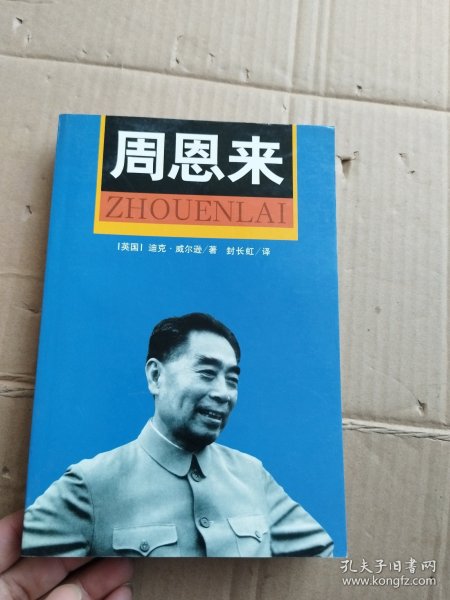 周恩来
ZHOUENLAI
[英国] 迪克·威尔逊/著 封长虹/译
孔夫子旧书网
www.kongfz.com